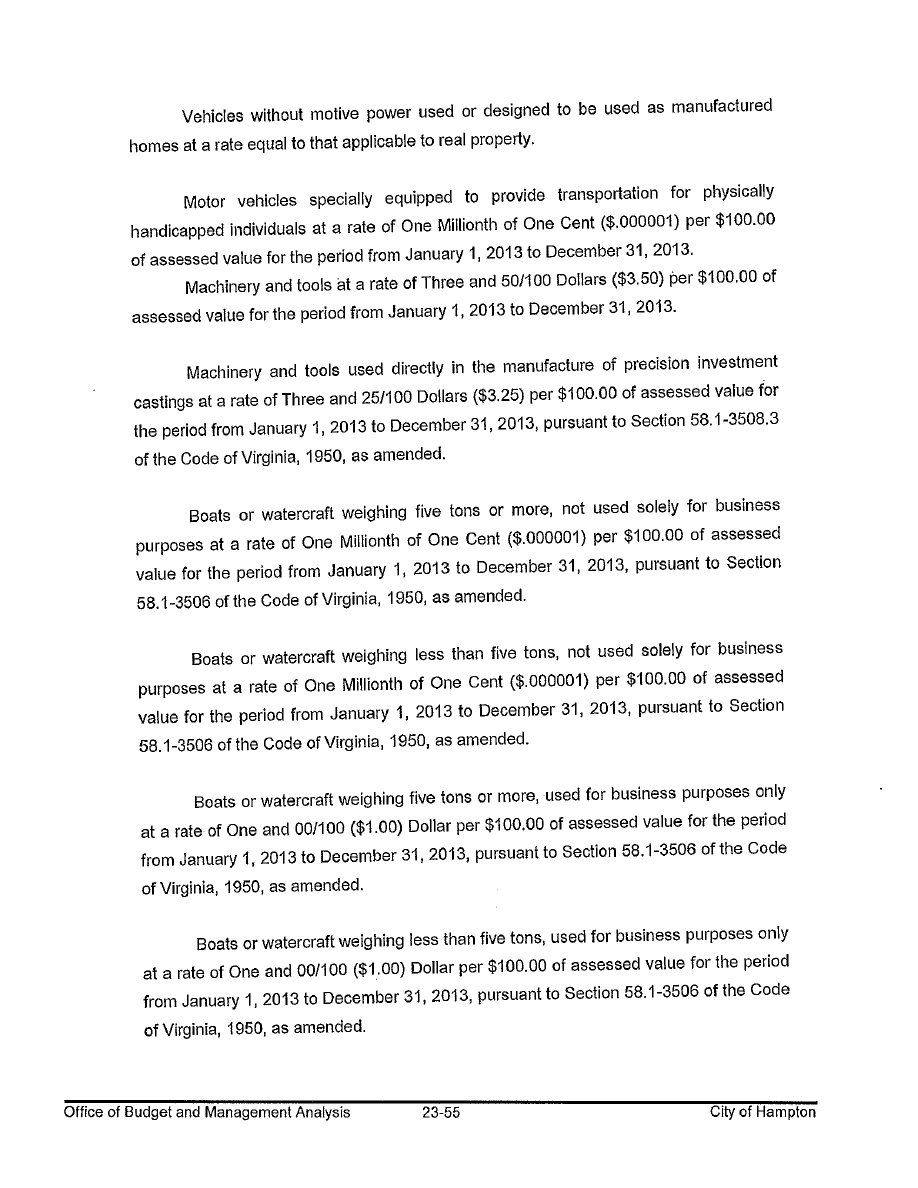 Vehicles without motive power used or designed to be used as manufactured
homes at a rate equal to that applicable to real property.
Motor vehicles specially equipped to provide transportation for physically
handicapped individuals at a rate of One Millionth of One Cent ($.000001) per $100.00
of assessed value for the period from January 1, 2013 to December 31, 2013.
Machinery and tools at a rate of Three and 50/100 Dollars ($3.50) per $100.00 of
assessed value for the period from January 1, 2013 to December 31, 2013.
Machinery and tools used directly in the manufacture of precision investment
castings at a rate of Three and 25/100 Dollars ($3.25) per $100.00 of assessed value for
the period from January 1, 2013 to December 31, 2013, pursuant to Section 58.1-3508.3
of the Code of Virginia, 1950, as amended.
Boats or watercraft weighing five tons or more, not used solely for business
purposes at a rate of One Millionth of One Cent ($.000001) per $100.00 of assessed
value for the period from January 1, 2013 to December 31, 2013, pursuant to Section
58.1-3506 of the Code of Virginia, 1950, as amended.
Boats or watercraft weighing less than five tons, not used solely for business
purposes at a rate of One Millionth of One Cent ($.000001) per $100.00 of assessed
value for the period from January 1, 2013 to December 31, 2013, pursuant to Section
58.1-3506 of the Code of Virginia, 1950, as amended.
Boats or watercraft weighing five tons or more, used for business purposes only
at a rate of One and 00/100 ($1.00) Dollar per $100.00 of assessed value for the period
from January 1, 2013 to December 31, 2013, pursuant to Section 58.1-3506 of the Code
of Virginia, 1950, as amended.
Boats or watercraft weighing less than five tons, used for business purposes only
at a rate of One and 00/100 ($1.00) Dollar per $100.00 of assessed value for the period
from January 1, 2013 to December 31, 2013, pursuant to Section 58.1-3506 of the Code
of Virginia, 1950, as amended.
Office of Budget and Management Analysis 23-55 City of Hampton